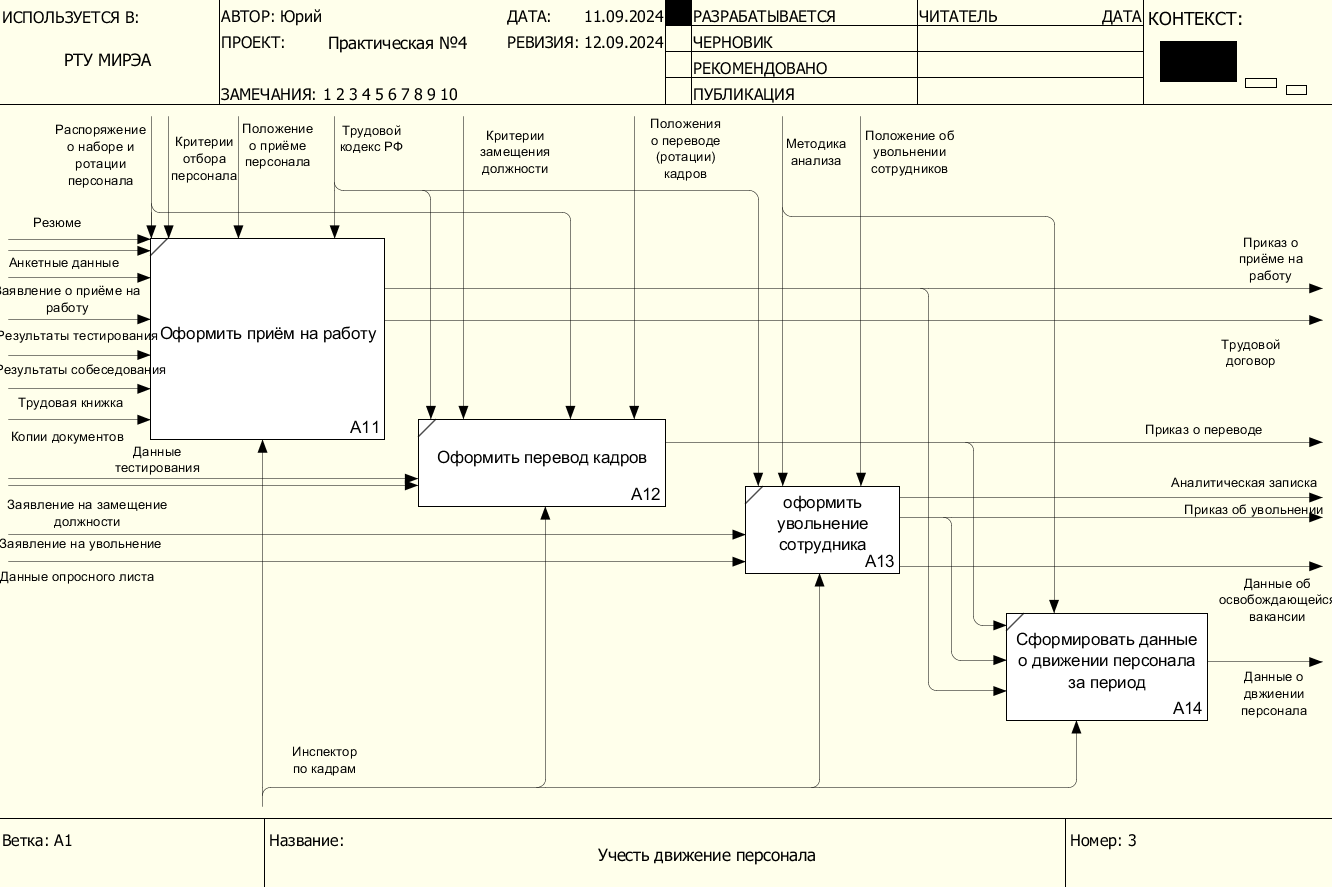 ИСПОЛЬЗУЕТСЯ В:
РТУ МИРЭА
АВТОР: Юрий
ДАТА: 11.09.2024
ПРОЕКТ: Практическая №4
РЕВИЗИЯ: 12.09.2024
ЗАМЕЧАНИЯ: 1 2 3 4 5 6 7 8 9 10
РАЗРАБАТЫВАЕТСЯ
ЧЕРНОВИК
РЕКОМЕНДОВАНО
ПУБЛИКАЦИЯ
ЧИТАТЕЛЬ ДАТА
КОНТЕКСТ:
Распоряжение
о наборе и
ротации
персонала
Критерии
отбора
персонала
Положение
о приёме
персонала
Трудовой
кодекс РФ
Критерии
замещения
должности
Положения
о переводе
(ротации)
кадров
Методика
анализа
Положение об
увольнении
сотрудников
Резюме
Анкетные данные
Заявление о приёме на
работу
Результаты тестирования
Результаты собеседования
Трудовая книжка
Копии документов
Данные
тестирования
Заявление на замещение
должности
Заявление на увольнение
Данные опросного листа
Оформить приём на работу
A11
Оформить перевод кадров
A12
оформить
увольнение
сотрудника
A13
Сформировать данные
о движении персонала
за период
A14
Приказ о
приёме на
работу
Трудовой
договор
Приказ о переводе
Аналитическая записка
Приказ об увольнении
Данные об
освобождающейся
вакансии
Данные о
двжиении
персонала
Инспектор
по кадрам
Ветка: A1
Название:
Учесть движение персонала
Номер: 3